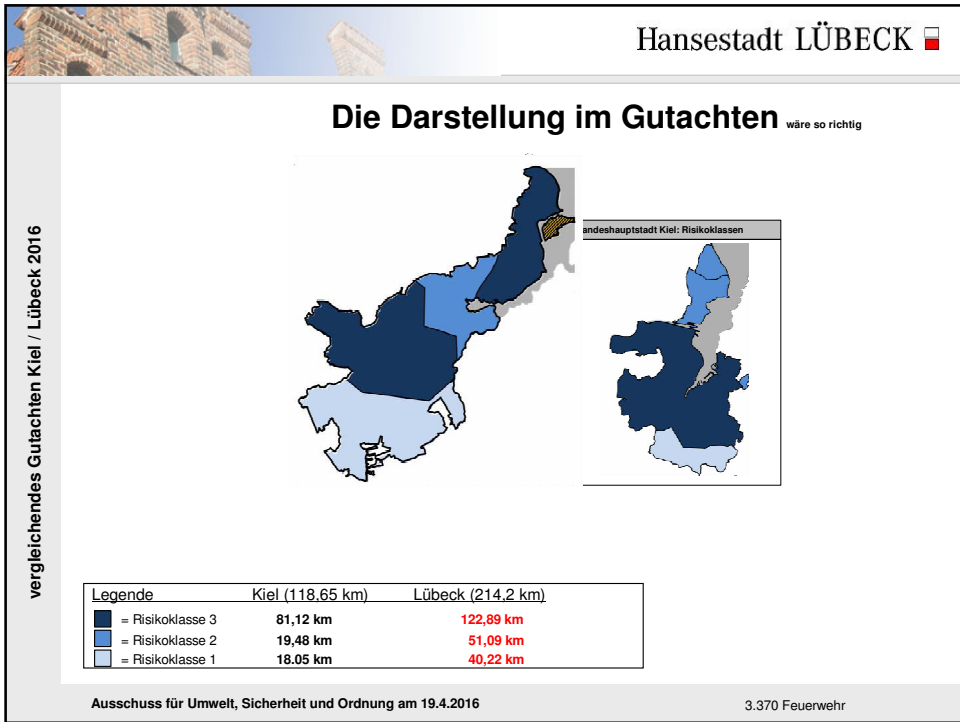 Hansestadt LÜBECK
Die Darstellung im Gutachten wäre so richtig
vergleichendes Gutachten Kiel / Lübeck 2016
andeshauptstadt Kiel: Risikoklassen
Legende Kiel (118,65 km) Lübeck (214,2 km)
= Risikoklasse 3 81,12 km 122,89 km
= Risikoklasse 2 19,48 km 51,09 km
= Risikoklasse 1 18.05 km 40,22 km
Ausschuss für Umwelt, Sicherheit und Ordnung am 19.4.2016 3.370 Feuerwehr